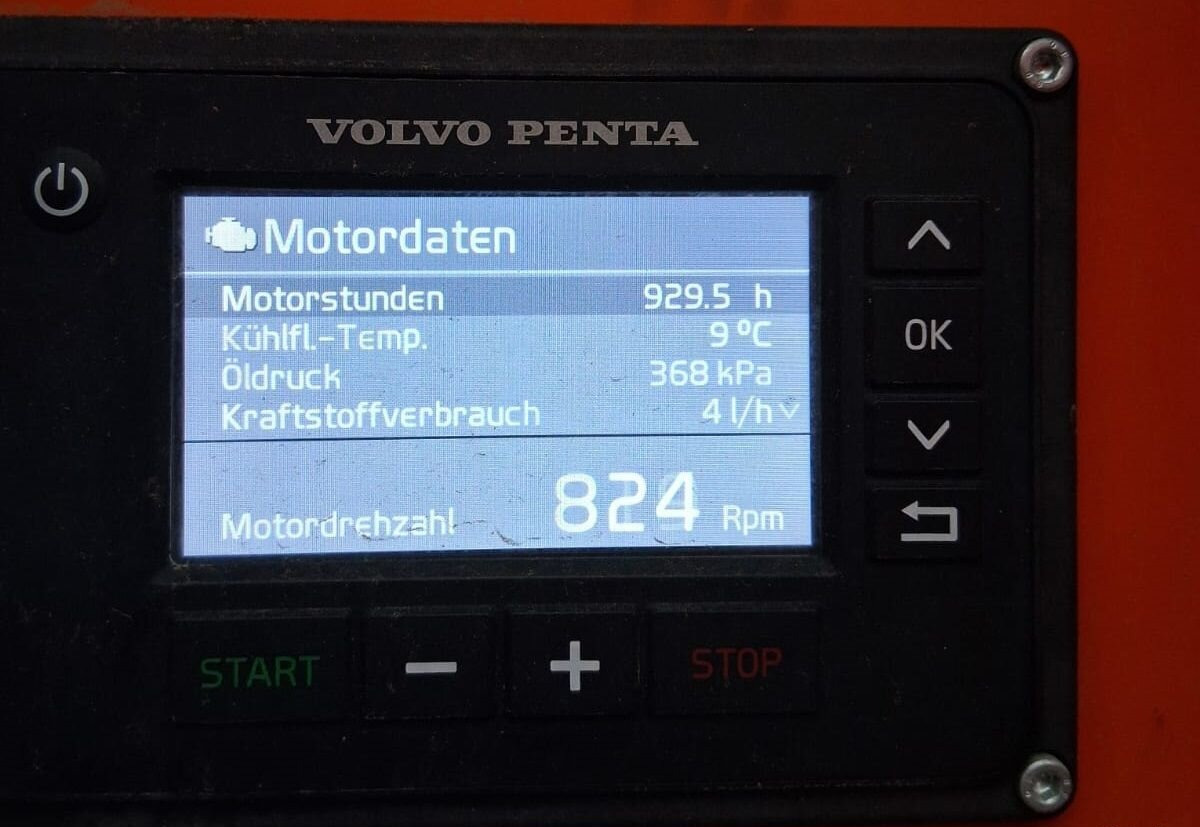 VOLVO PENTA
Motordaten
Motorstunden 929.5 h
Kühlfl.-Temp. 9 ºC
Öldruck 368 kPa
Kraftstoffverbrauch 4 l/h
Motordrehzahl 824 Rpm
OK
START - + STOP